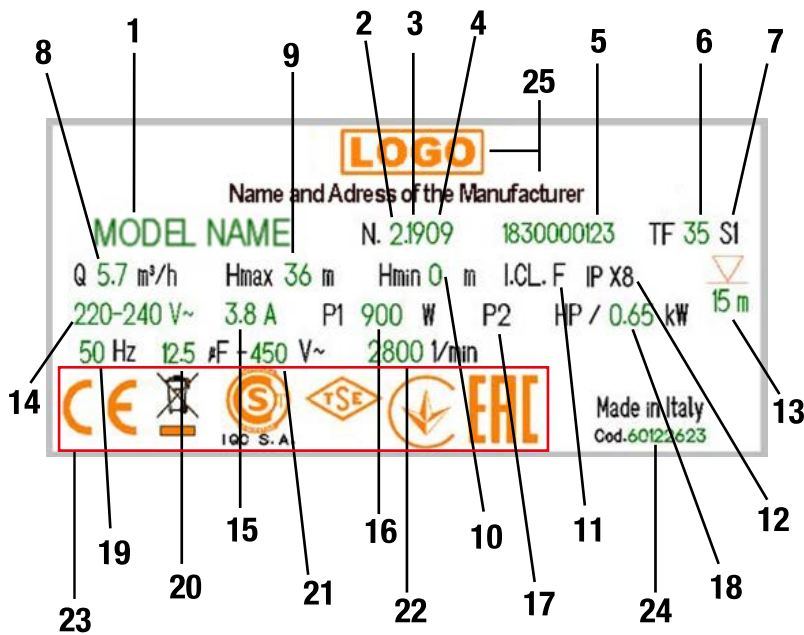 1 2 3 4 5 6 7
8 9 25
LOGO
Name and Adress of the Manufacturer
MODEL NAME N. 2.1909 1830000123 TF 35 S1
Q 5.7 m³/h Hmax 36 m Hmin 0 m I.CL. F IP X8
220-240 V~ 3.8 A P1 900 W P2 HP / 0.65 kW 15 m
50 Hz 12.5 µF - 450 V~ 2800 1/min
CE TSE EAC
IQC S.A.
Made in Italy
Cod.60122623
14 13
19 15 16 10 11 12
23 20 21 22 17 24 18